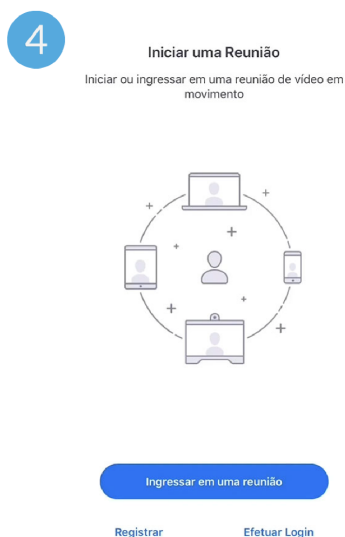 4
Iniciar uma Reunião
Iniciar ou ingressar em uma reunião de vídeo em
movimento
Ingressar em uma reunião
Registrar
Efetuar Login